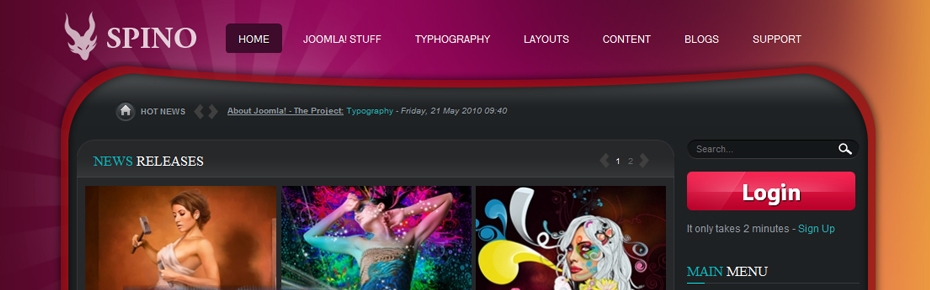 SPINO
HOME JOOMLA! STUFF TYPHOGRAPHY LAYOUTS CONTENT BLOGS SUPPORT
HOT NEWS About Joomla! - The Project: Typography - Friday, 21 May 2010 09:40
NEWS RELEASES 1 2
Search...
Login
It only takes 2 minutes - Sign Up
MAIN MENU